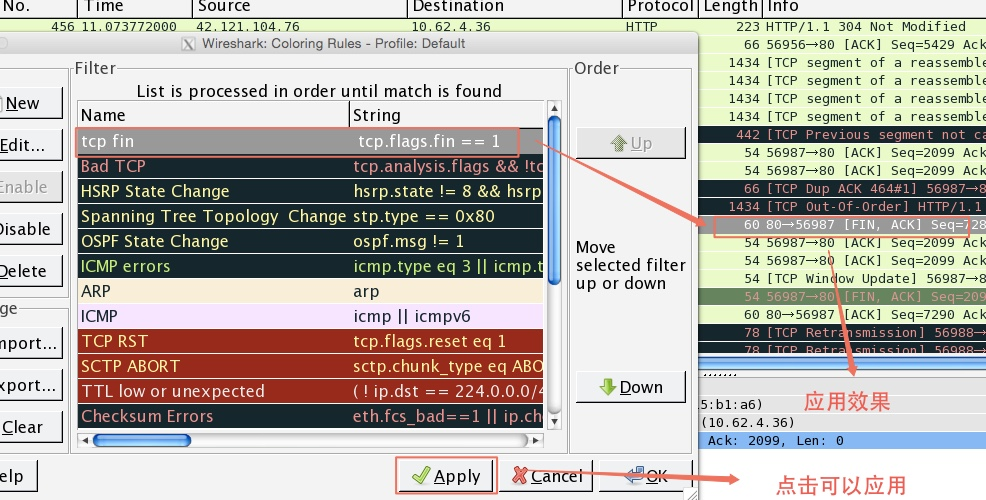 No. Time Source Destination Protocol Length Info
456 11.073772000 42.121.104.76 10.62.4.36 HTTP 223 HTTP/1.1 304 Not Modified
Wireshark: Coloring Rules - Profile: Default
66 56956→80 [ACK] Seq=5429 Ack
1434 [TCP segment of a reassemble
1434 [TCP segment of a reassemble
1434 [TCP segment of a reassemble
1434 [TCP segment of a reassemble
442 [TCP Previous segment not ca
54 56987→80 [ACK] Seq=2099 Ack
54 56987→80 [ACK] Seq=2099 Ack
66 [TCP Dup ACK 464#1] 56987→8
1434 [TCP Out-Of-Order] HTTP/1.1
60 80→56987 [FIN, ACK] Seq=728
54 56987→80 [ACK] Seq=2099 Ack
54 56987→80 [ACK] Seq=2099 Ack
54 [TCP Window Update] 56987→8
54 56987→80 [FIN, ACK] Seq=209
60 80→56987 [ACK] Seq=7290 Ack
78 [TCP Retransmission] 56988→
78 [TCP Retransmission] 56989→
Filter
Order
List is processed in order until match is found
Name String
tcp fin tcp.flags.fin == 1
Bad TCP tcp.analysis.flags && !tc
HSRP State Change hsrp.state != 8 && hsrp
Spanning Tree Topology Change stp.type == 0x80
OSPF State Change ospf.msg != 1
ICMP errors icmp.type eq 3 || icmp.t
ARP arp
ICMP icmp || icmpv6
TCP RST tcp.flags.reset eq 1
SCTP ABORT sctp.chunk_type eq ABO
TTL low or unexpected ( ! ip.dst == 224.0.0.0/4
Checksum Errors eth.fcs_bad==1 || ip.ch
New
Edit...
Enable
Disable
Delete
ge
mport...
xport...
Clear
Up
Move
selected filter
up or down
Down
elp
Apply
Cancel
OK
应用效果
5:b1:a6)
(10.62.4.36)
Ack: 2099, Len: 0
点击可以应用